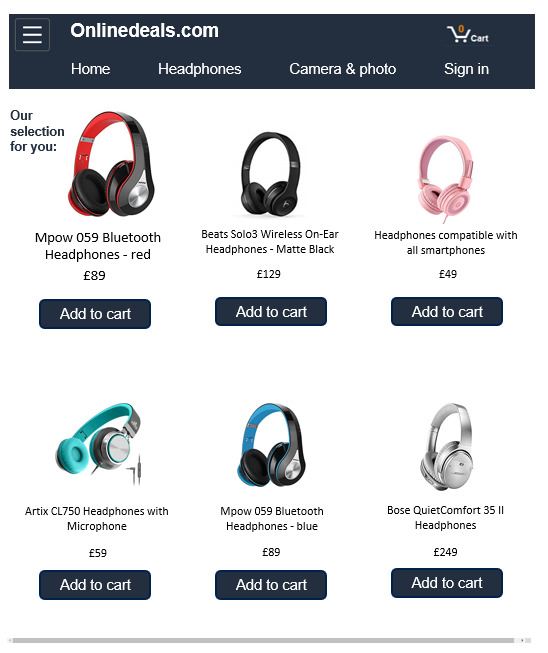 Onlinedeals.com
0
Cart
Home Headphones Camera & photo Sign in
Our
selection
for you:
Mpow 059 Bluetooth
Headphones - red
£89
Add to cart
Beats Solo3 Wireless On-Ear
Headphones - Matte Black
£129
Add to cart
Headphones compatible with
all smartphones
£49
Add to cart
Artix CL750 Headphones with
Microphone
£59
Add to cart
Mpow 059 Bluetooth
Headphones - blue
£89
Add to cart
Bose QuietComfort 35 II
Headphones
£249
Add to cart